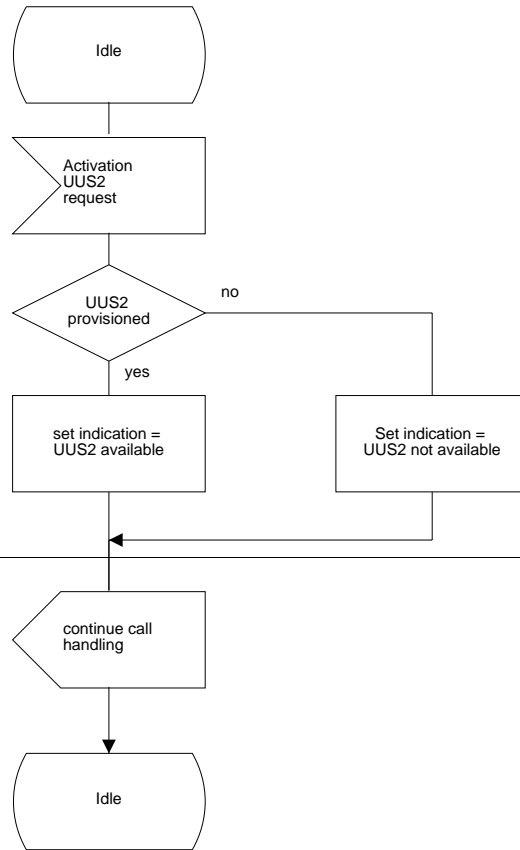 Idle
Activation
UUS2
request
UUS2
provisioned
no
yes
set indication =
UUS2 available
Set indication =
UUS2 not available
continue call
handling
Idle